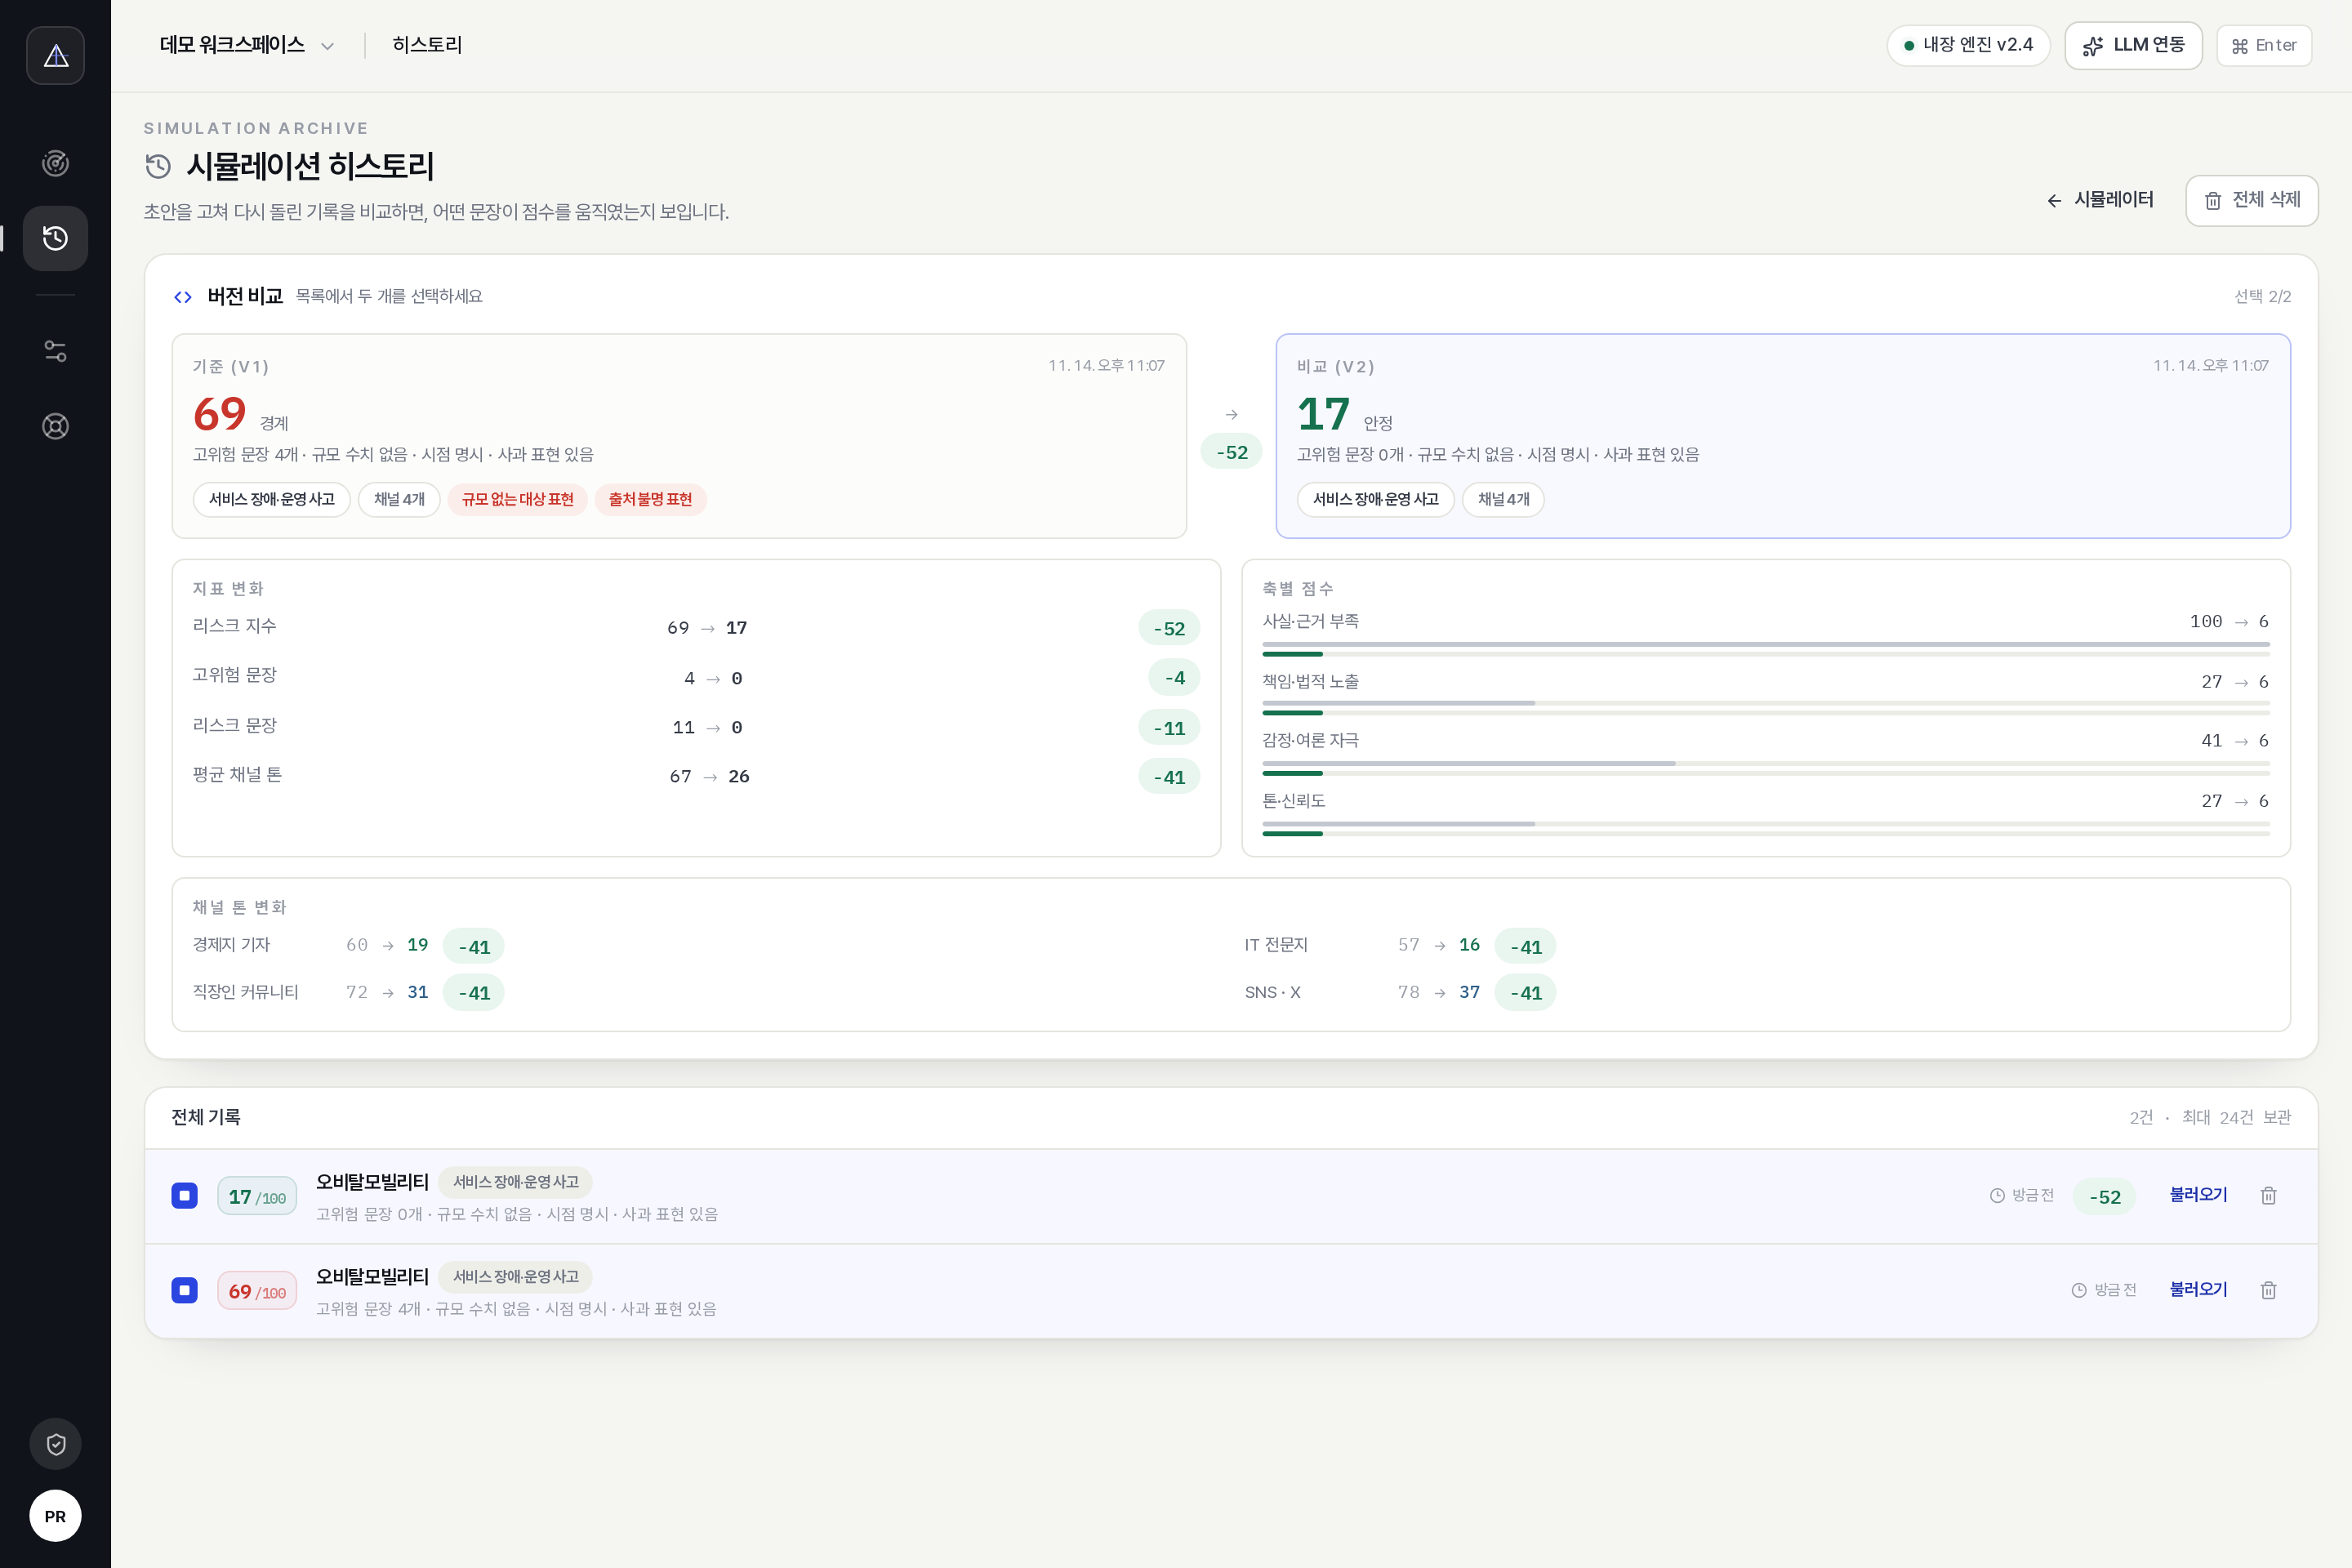 데모 워크스페이스 히스토리 내장 엔진 v2.4 LLM 연동 ⌘ Enter
SIMULATION ARCHIVE
시뮬레이션 히스토리
초안을 고쳐 다시 돌린 기록을 비교하면, 어떤 문장이 점수를 움직였는지 보입니다.
← 시뮬레이터 전체 삭제
버전 비교 목록에서 두 개를 선택하세요 선택 2/2
기준 (V1) 11. 14. 오후 11:07
69 경계
고위험 문장 4개 · 규모 수치 없음 · 시점 명시 · 사과 표현 있음
서비스 장애·운영 사고 채널 4개 규모 없는 대상 표현 출처 불명 표현
→
-52
비교 (V2) 11. 14. 오후 11:07
17 안정
고위험 문장 0개 · 규모 수치 없음 · 시점 명시 · 사과 표현 있음
서비스 장애·운영 사고 채널 4개
지표 변화
리스크 지수 69 → 17 -52
고위험 문장 4 → 0 -4
리스크 문장 11 → 0 -11
평균 채널 톤 67 → 26 -41
축별 점수
사실·근거 부족 100 → 6
책임·법적 노출 27 → 6
감정·여론 자극 41 → 6
톤·신뢰도 27 → 6
채널 톤 변화
경제지 기자 60 → 19 -41
IT 전문지 57 → 16 -41
직장인 커뮤니티 72 → 31 -41
SNS · X 78 → 37 -41
전체 기록 2건 · 최대 24건 보관
17 /100 오비탈모빌리티 서비스 장애·운영 사고 방금 전 -52 불러오기
고위험 문장 0개 · 규모 수치 없음 · 시점 명시 · 사과 표현 있음
69 /100 오비탈모빌리티 서비스 장애·운영 사고 방금 전 불러오기
고위험 문장 4개 · 규모 수치 없음 · 시점 명시 · 사과 표현 있음
PR